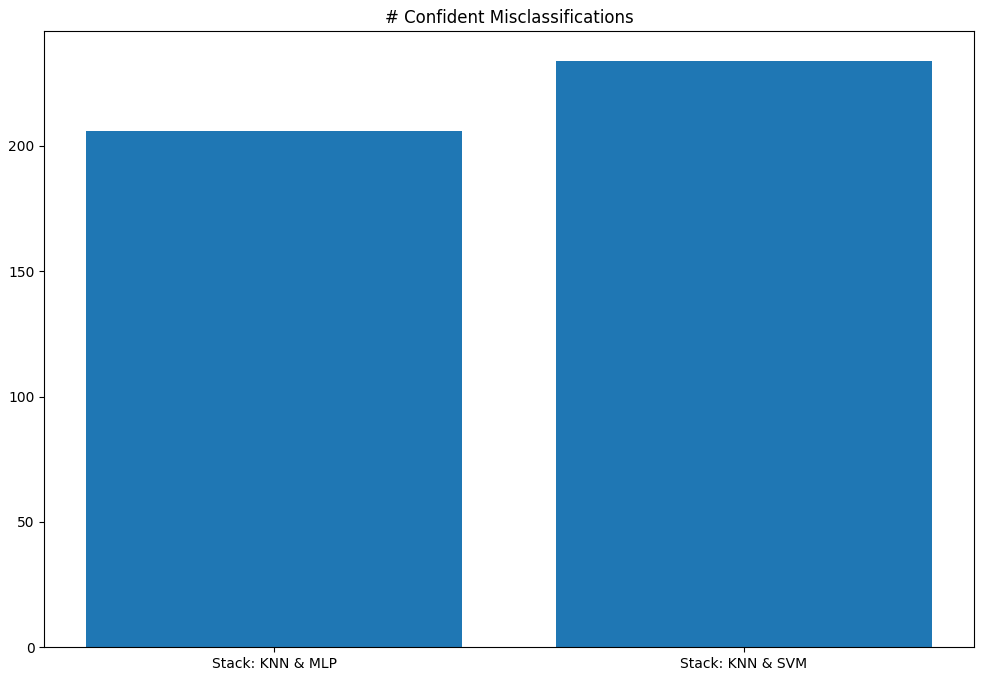 # Confident Misclassifications
200
150
100
50
0
Stack: KNN & MLP
Stack: KNN & SVM